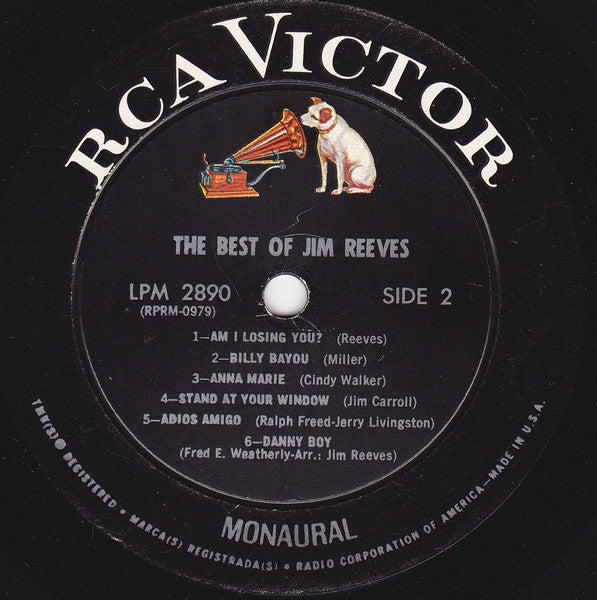 RCA VICTOR
THE BEST OF JIM REEVES
LPM 2890 SIDE 2
(RPRM-0979)
1—AM I LOSING YOU? (Reeves)
2—BILLY BAYOU (Miller)
3—ANNA MARIE (Cindy Walker)
4—STAND AT YOUR WINDOW (Jim Carroll)
5—ADIOS AMIGO (Ralph Freed-Jerry Livingston)
6—DANNY BOY
(Fred E. Weatherly-Arr.: Jim Reeves)
MONAURAL
TMK(S) ® REGISTERED • MARCA(S) REGISTRADA(S) • RADIO CORPORATION OF AMERICA—MADE IN U.S.A.